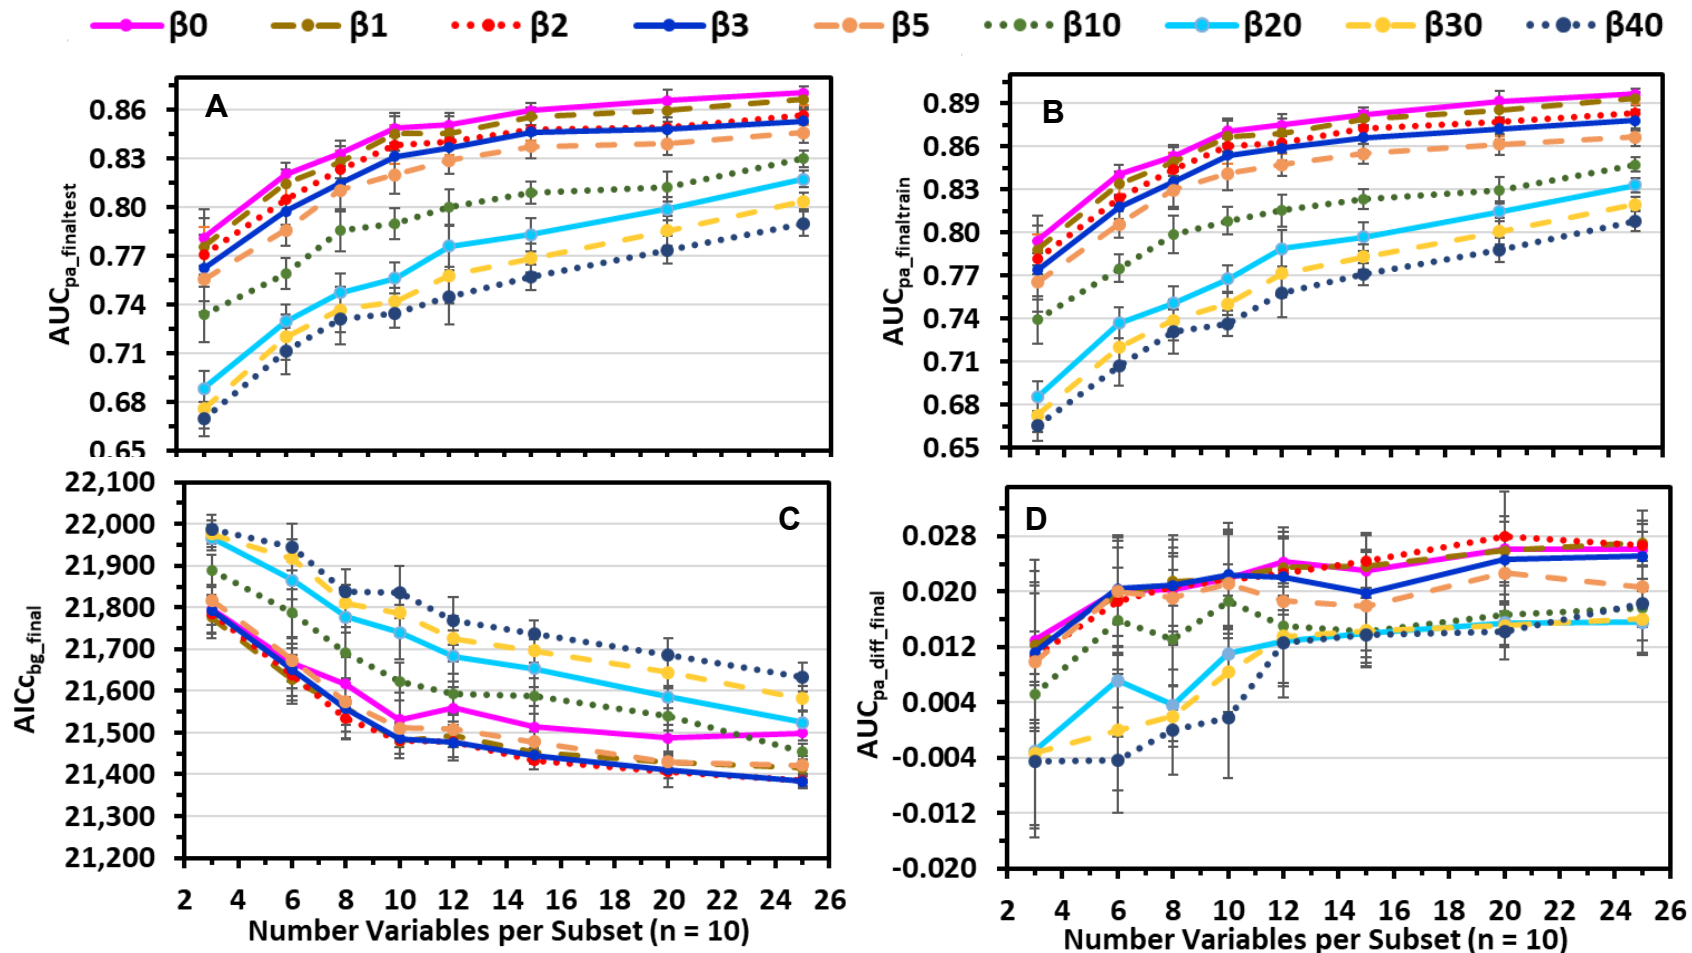 β0 β1 β2 β3 β5 β10 β20 β30 β40
A
0.86
0.83
0.80
0.77
0.74
0.71
0.68
0.65
AUCpa_finaltest
B
0.89
0.86
0.83
0.80
0.77
0.74
0.71
0.68
0.65
AUCpa_finaltrain
C
22,100
22,000
21,900
21,800
21,700
21,600
21,500
21,400
21,300
21,200
AICcbg_final
2 4 6 8 10 12 14 16 18 20 22 24 26
Number Variables per Subset (n = 10)
D
0.028
0.020
0.012
0.004
-0.004
-0.012
-0.020
AUCpa_diff_final
2 4 6 8 10 12 14 16 18 20 22 24 26
Number Variables per Subset (n = 10)